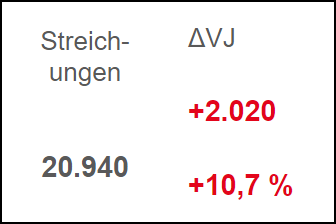 Streich-
ungen
ΔVJ
+2.020
20.940
+10,7 %